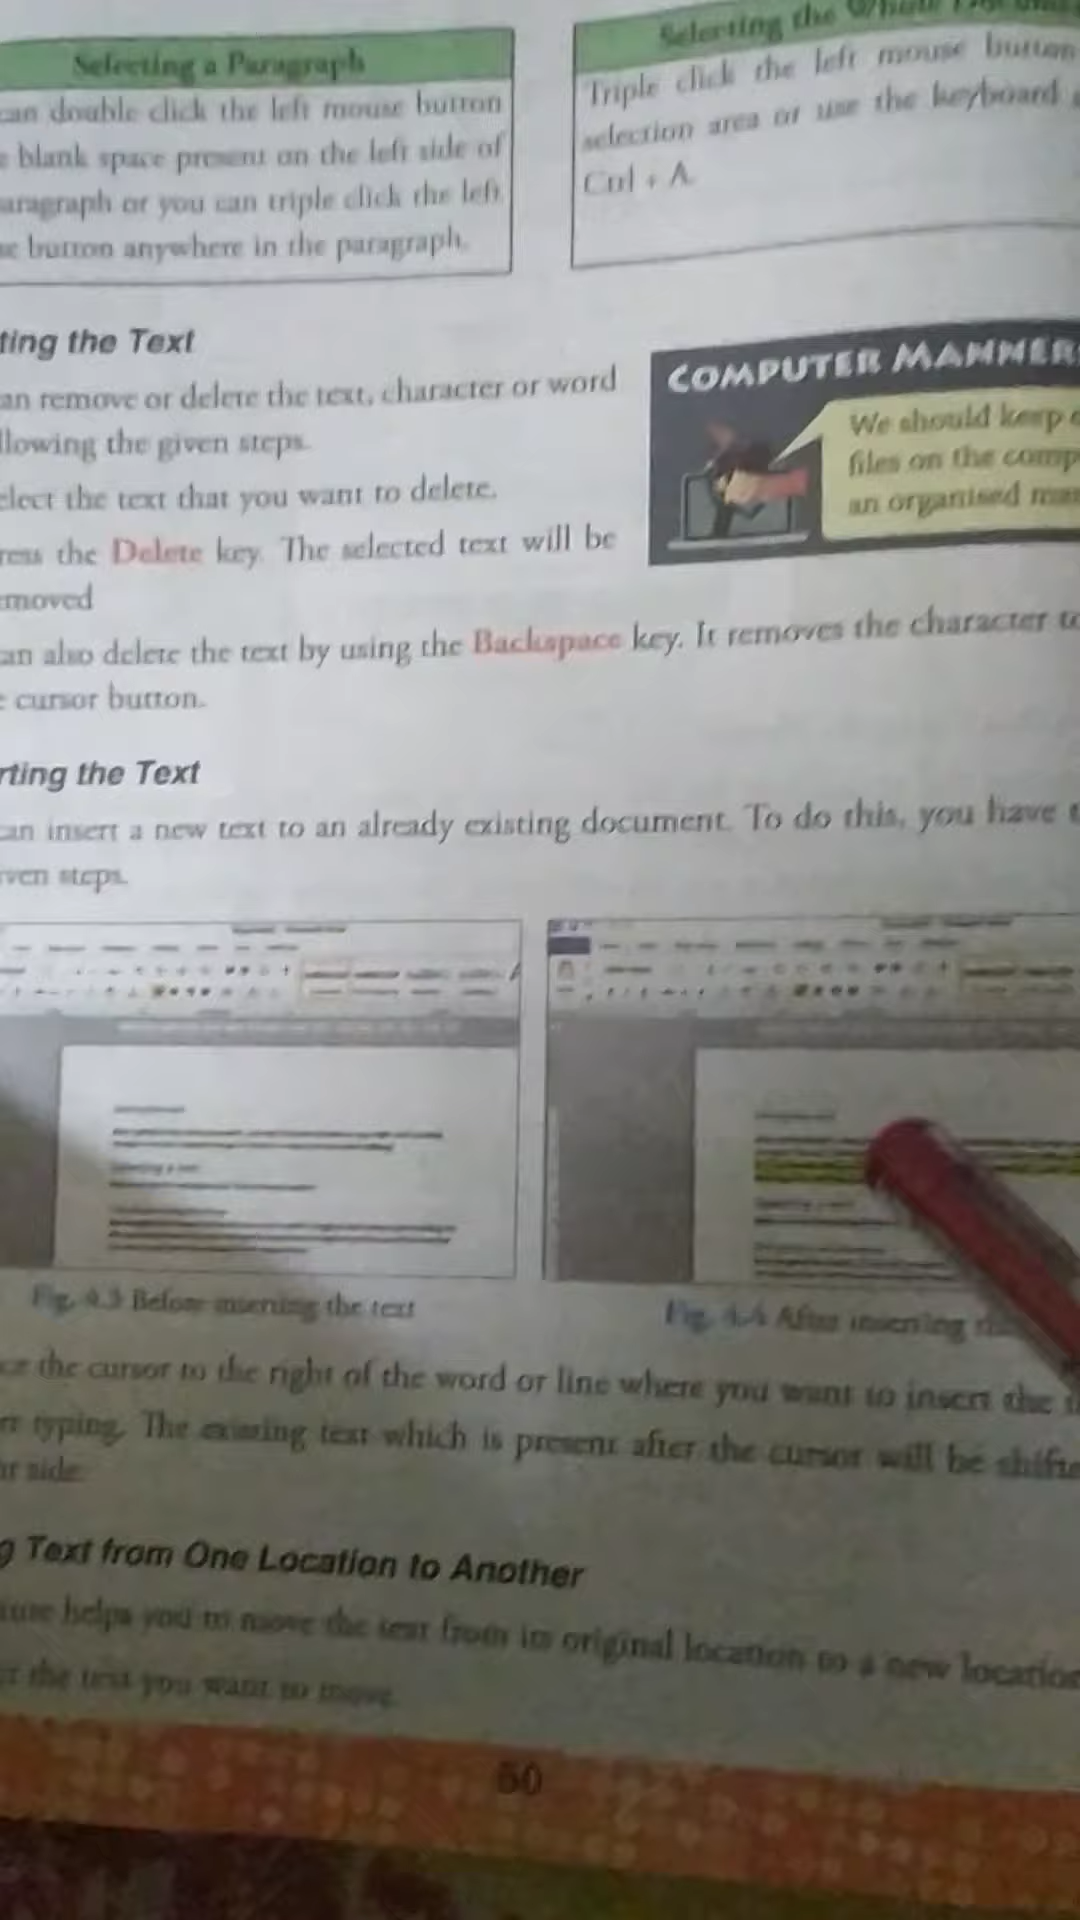 Selecting a Paragraph
can double click the left mouse button
blank space present on the left side of
aragraph or you can triple click the left
button anywhere in the paragraph.
Selecting the Whole
Triple click the left mouse button
selection area or use the keyboard
Ctrl + A.
ting the Text
an remove or delete the text, character or word
llowing the given steps.
elect the text that you want to delete.
ress the Delete key. The selected text will be
moved
an also delete the text by using the Backspace key. It removes the character to
cursor button.
COMPUTER MANNER
We should keep
files on the comp
an organised man
rting the Text
can insert a new text to an already existing document. To do this, you have t
ven steps.
Fig. 4.3 Before inserting the text
Fig. 4.4 After inserting
the cursor to the right of the word or line where you want to insert the
typing. The existing text which is present after the cursor will be shifte
side.
g Text from One Location to Another
ture helps you to move the text from its original location to a new location
the text you want to move.
50